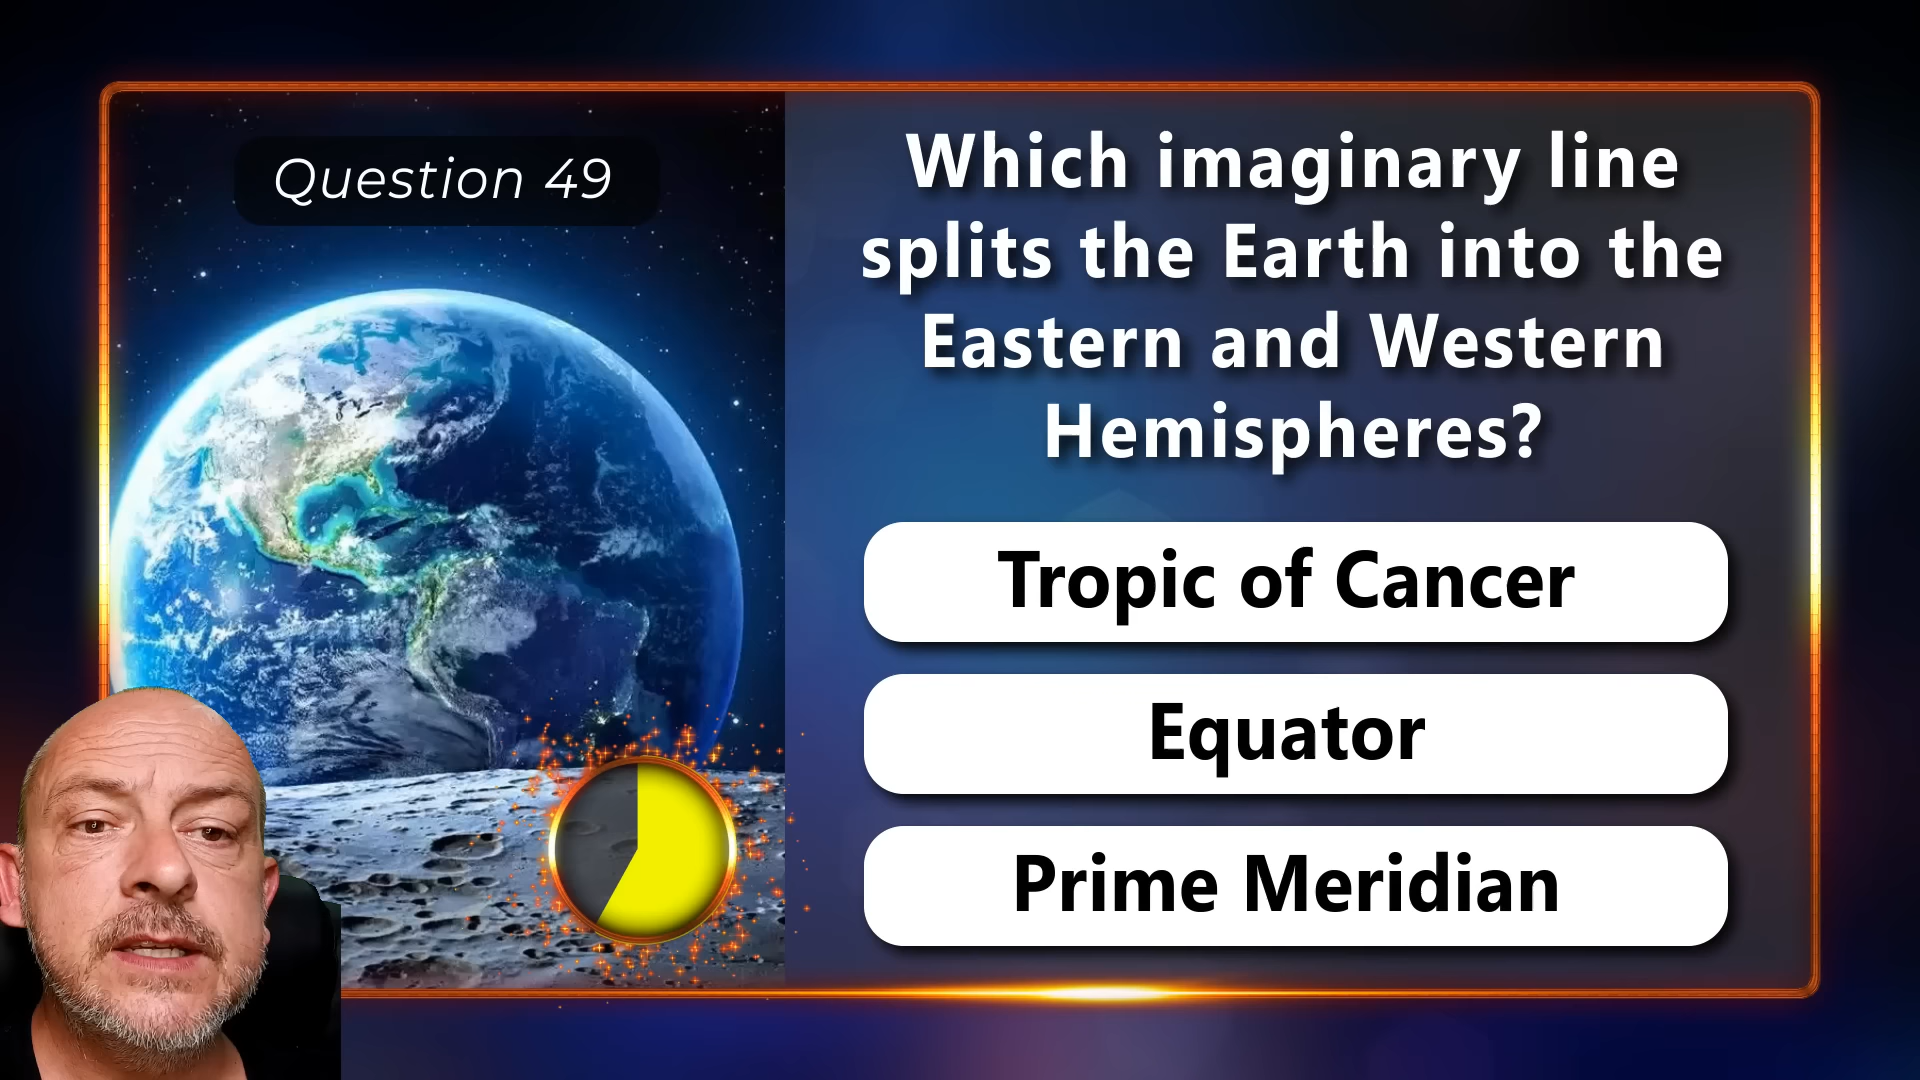 Question 49
Which imaginary line
splits the Earth into the
Eastern and Western
Hemispheres?
Tropic of Cancer
Equator
Prime Meridian